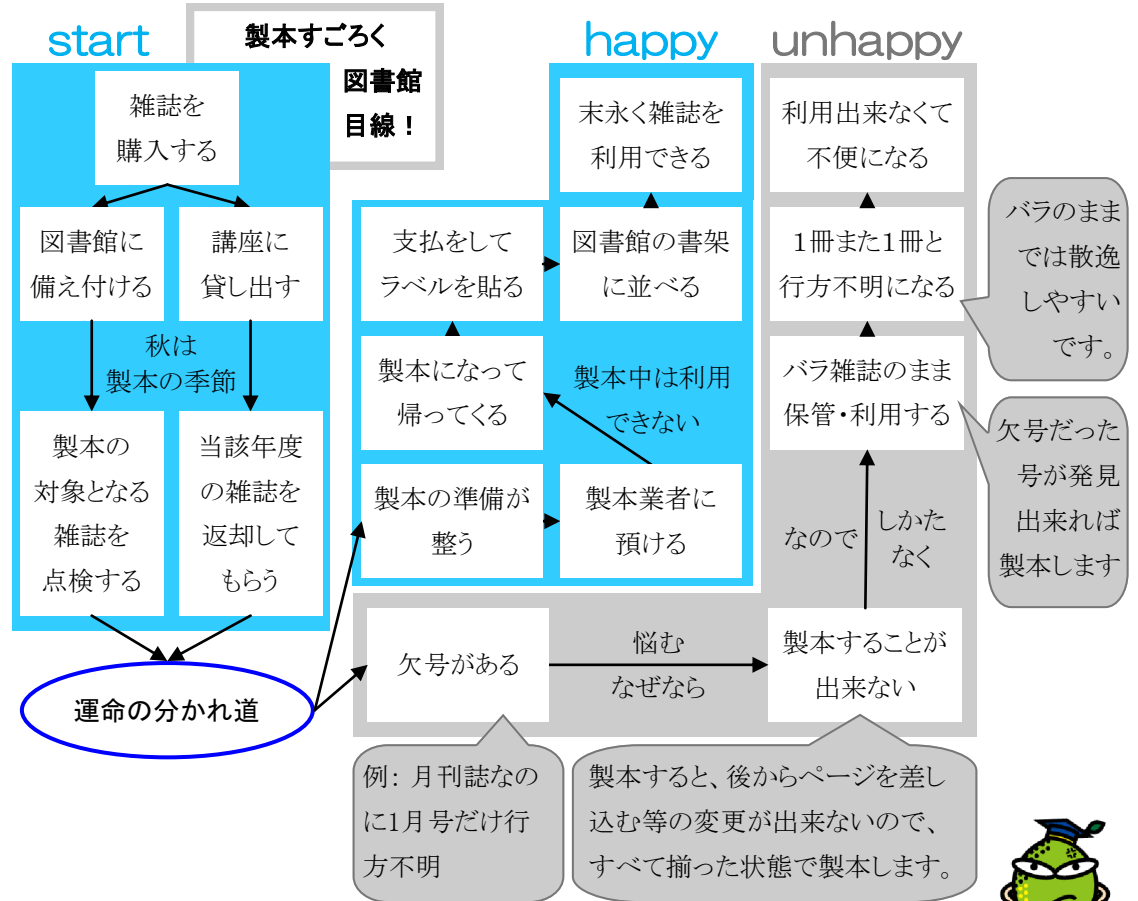 start
製本すごろく
図書館
目線！
happy
unhappy
雑誌を
購入する
図書館に
備え付ける
講座に
貸し出す
秋は
製本の季節
製本の
対象となる
雑誌を
点検する
当該年度
の雑誌を
返却して
もらう
運命の分かれ道
末永く雑誌を
利用できる
支払をして
ラベルを貼る
図書館の書架
に並べる
製本になって
帰ってくる
製本中は利用
できない
製本の準備が
整う
製本業者に
預ける
利用出来なくて
不便になる
1冊また1冊と
行方不明になる
バラのまま
では散逸
しやすい
です。
バラ雑誌のまま
保管・利用する
欠号だった
号が発見
出来れば
製本します
なので
しかた
なく
欠号がある
悩む
なぜなら
製本することが
出来ない
例：月刊誌なの
に1月号だけ行
方不明
製本すると、後からページを差し
込む等の変更が出来ないので、
すべて揃った状態で製本します。